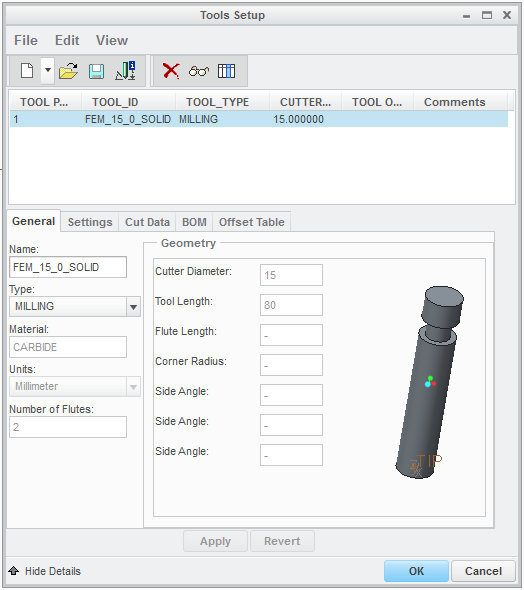 Tools Setup
File Edit View
TOOL P... TOOL_ID TOOL_TYPE CUTTER... TOOL O... Comments
1 FEM_15_0_SOLID MILLING 15.000000
General Settings Cut Data BOM Offset Table
Name:
FEM_15_0_SOLID
Type:
MILLING
Material:
CARBIDE
Units:
Millimeter
Number of Flutes:
2
Geometry
Cutter Diameter: 15
Tool Length: 80
Flute Length: -
Corner Radius: -
Side Angle: -
Side Angle: -
Side Angle: -
TIP
Apply Revert
Hide Details OK Cancel